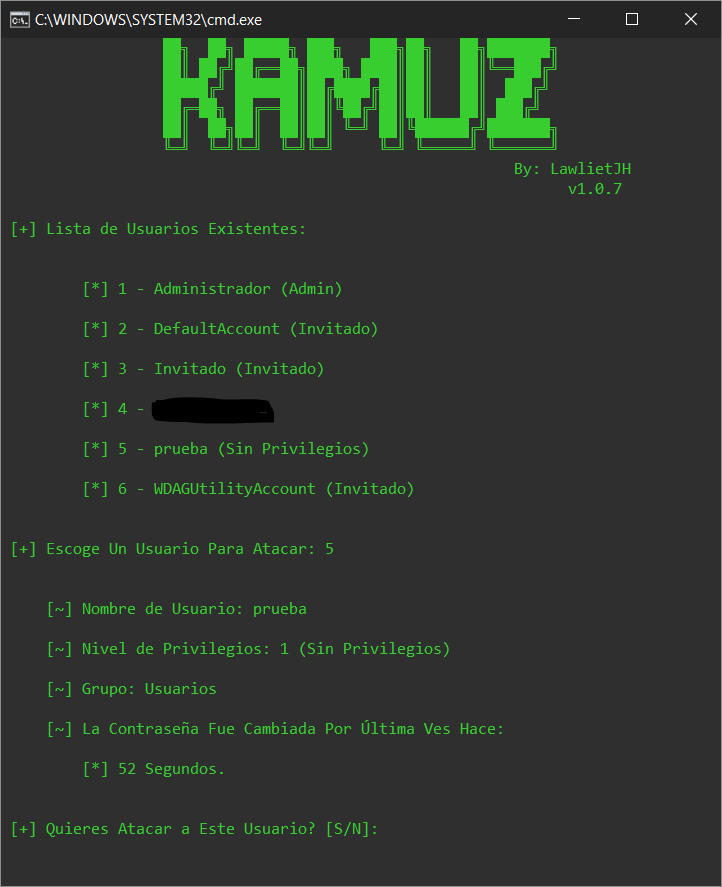 C:\WINDOWS\SYSTEM32\cmd.exe
KAMUZ
By: LawlietJH
v1.0.7
[+] Lista de Usuarios Existentes:
[*] 1 - Administrador (Admin)
[*] 2 - DefaultAccount (Invitado)
[*] 3 - Invitado (Invitado)
[*] 4 -
[*] 5 - prueba (Sin Privilegios)
[*] 6 - WDAGUtilityAccount (Invitado)
[+] Escoge Un Usuario Para Atacar: 5
[~] Nombre de Usuario: prueba
[~] Nivel de Privilegios: 1 (Sin Privilegios)
[~] Grupo: Usuarios
[~] La Contraseña Fue Cambiada Por Última Ves Hace:
[*] 52 Segundos.
[+] Quieres Atacar a Este Usuario? [S/N]: